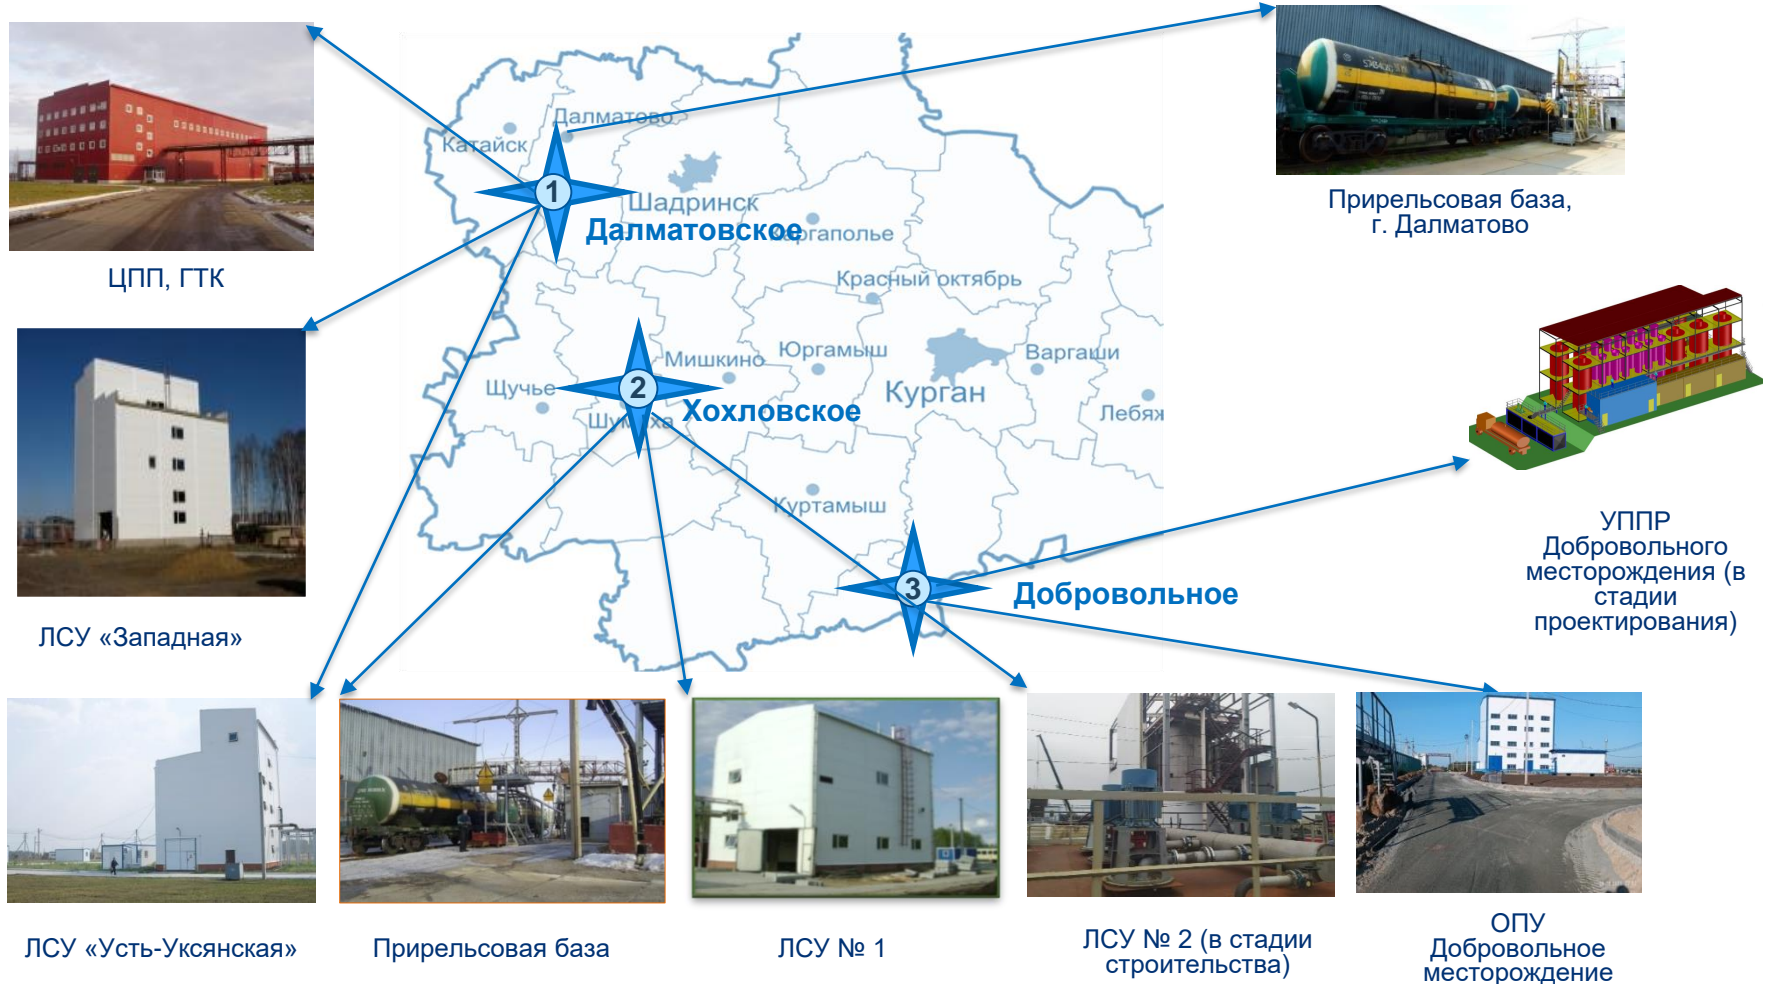 Далматово
Катайск
1
Шадринск
Далматовское
Каргаполье
Красный октябрь
Мишкино
Юргамыш
Варгаши
Щучье
2
Курган
Хохловское
Лебяж
Шумиха
Куртамыш
3
Добровольное
ЦПП, ГТК
Прирельсовая база,
г. Далматово
ЛСУ «Западная»
УППР
Добровольного
месторождения (в
стадии
проектирования)
ЛСУ «Усть-Уксянская»
Прирельсовая база
ЛСУ № 1
ЛСУ № 2 (в стадии
строительства)
ОПУ
Добровольное
месторождение